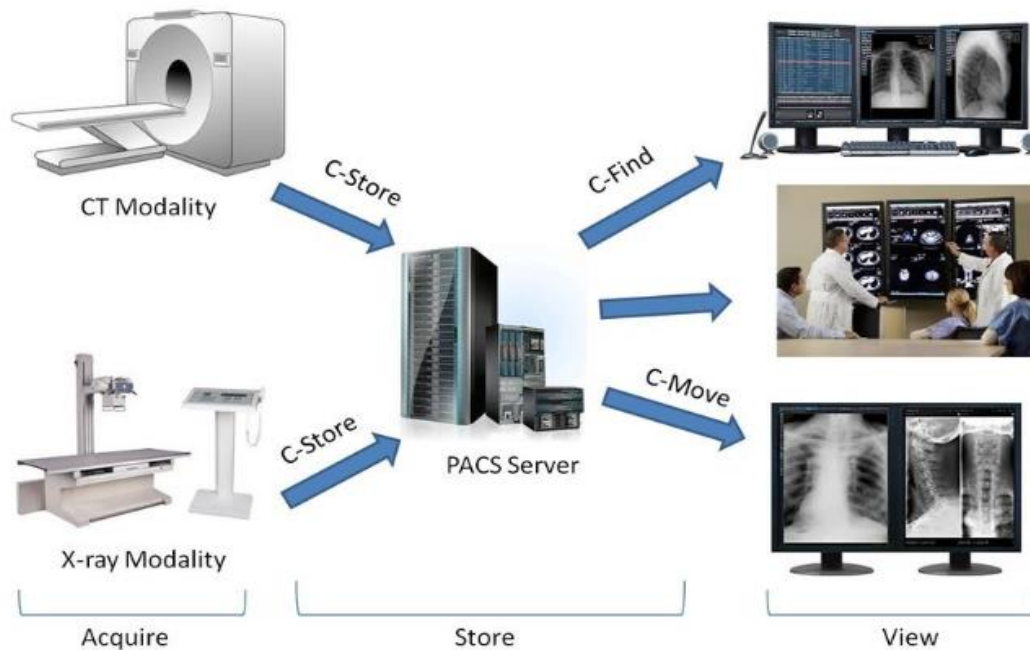 C-Store
C-Find
CT Modality
C-Move
C-Store
PACS Server
X-ray Modality
Acquire
Store
View